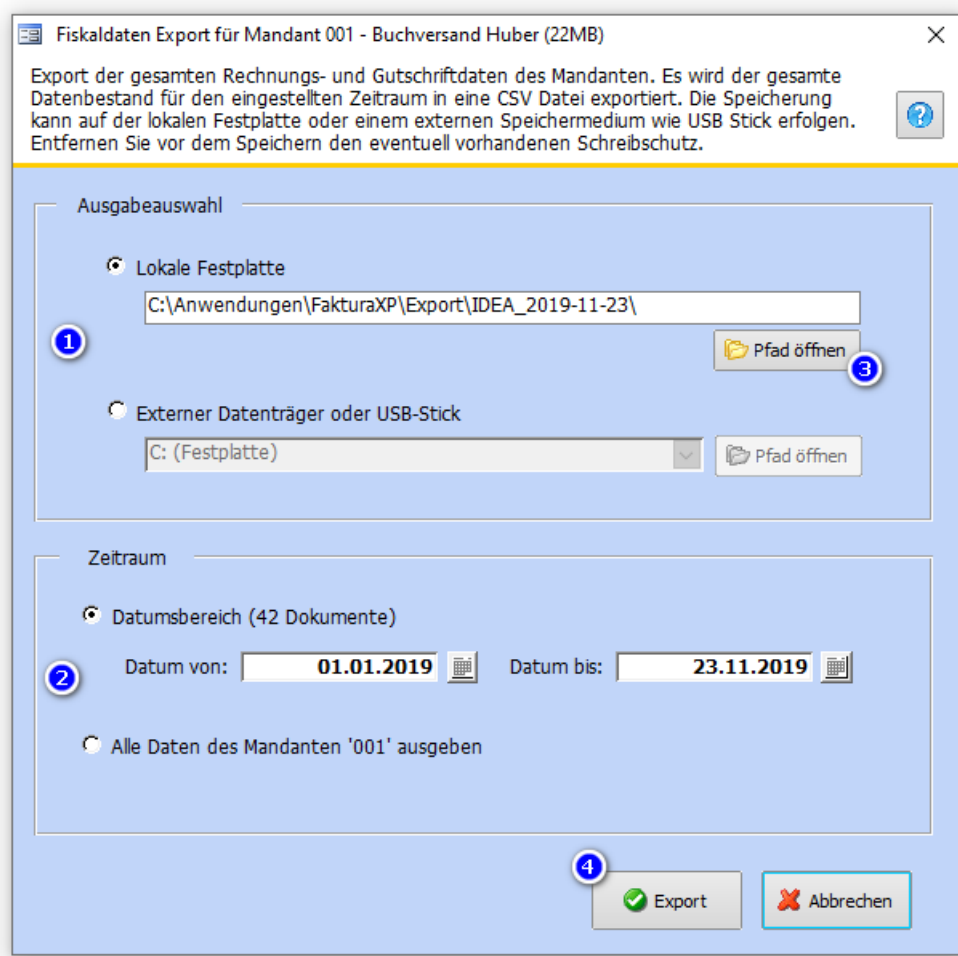 Fiskaldaten Export für Mandant 001 - Buchversand Huber (22MB)
Export der gesamten Rechnungs- und Gutschriftdaten des Mandanten. Es wird der gesamte
Datenbestand für den eingestellten Zeitraum in eine CSV Datei exportiert. Die Speicherung
kann auf der lokalen Festplatte oder einem externen Speichermedium wie USB Stick erfolgen.
Entfernen Sie vor dem Speichern den eventuell vorhandenen Schreibschutz.
?
Ausgabeauswahl
Lokale Festplatte
C:\Anwendungen\FakturaXP\Export\IDEA_2019-11-23\
1
Pfad öffnen
3
Externer Datenträger oder USB-Stick
C: (Festplatte) Pfad öffnen
Zeitraum
Datumsbereich (42 Dokumente)
2
Datum von: 01.01.2019 Datum bis: 23.11.2019
Alle Daten des Mandanten '001' ausgeben
4
Export Abbrechen